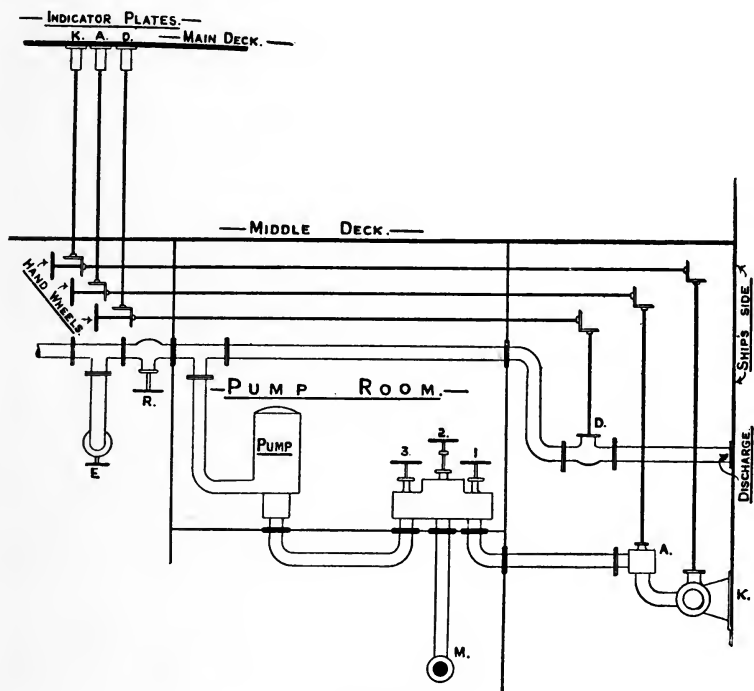 —INDICATOR PLATES.—
K. A. D. —MAIN DECK.—
—MIDDLE DECK.—
HAND WHEELS.
SHIP'S SIDE
R.
—PUMP ROOM.—
E
PUMP
D.
2.
3.
1
DISCHARGE.
A.
K.
M.